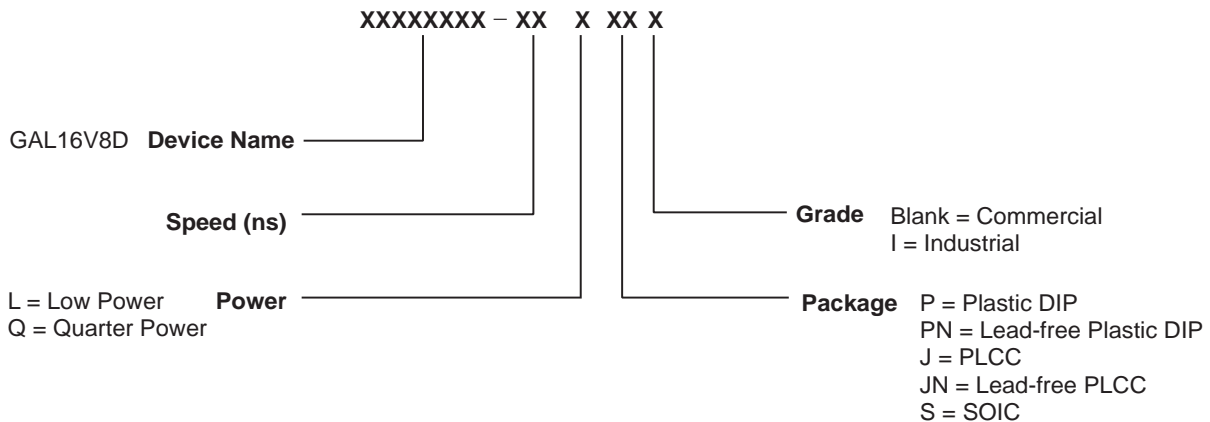 XXXXXXXX – XX X XX X
GAL16V8D Device Name
Speed (ns)
Grade Blank = Commercial
I = Industrial
L = Low Power Power
Q = Quarter Power
Package P = Plastic DIP
PN = Lead-free Plastic DIP
J = PLCC
JN = Lead-free PLCC
S = SOIC